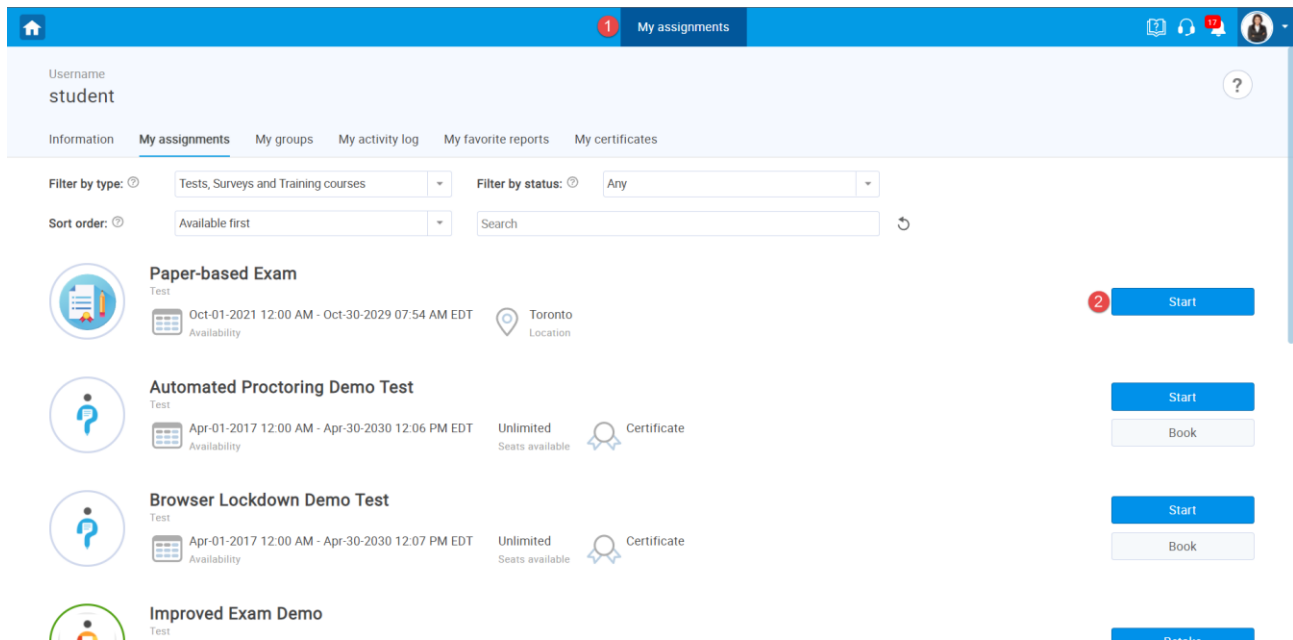 1 My assignments 17
Username
student
?
Information My assignments My groups My activity log My favorite reports My certificates
Filter by type: ? Tests, Surveys and Training courses Filter by status: ? Any
Sort order: ? Available first Search
Paper-based Exam
Test
Oct-01-2021 12:00 AM - Oct-30-2029 07:54 AM EDT Toronto
Availability Location
2 Start
Automated Proctoring Demo Test
Test
Apr-01-2017 12:00 AM - Apr-30-2030 12:06 PM EDT Unlimited Certificate
Availability Seats available
Start
Book
Browser Lockdown Demo Test
Test
Apr-01-2017 12:00 AM - Apr-30-2030 12:07 PM EDT Unlimited Certificate
Availability Seats available
Start
Book
Improved Exam Demo
Test
Retake